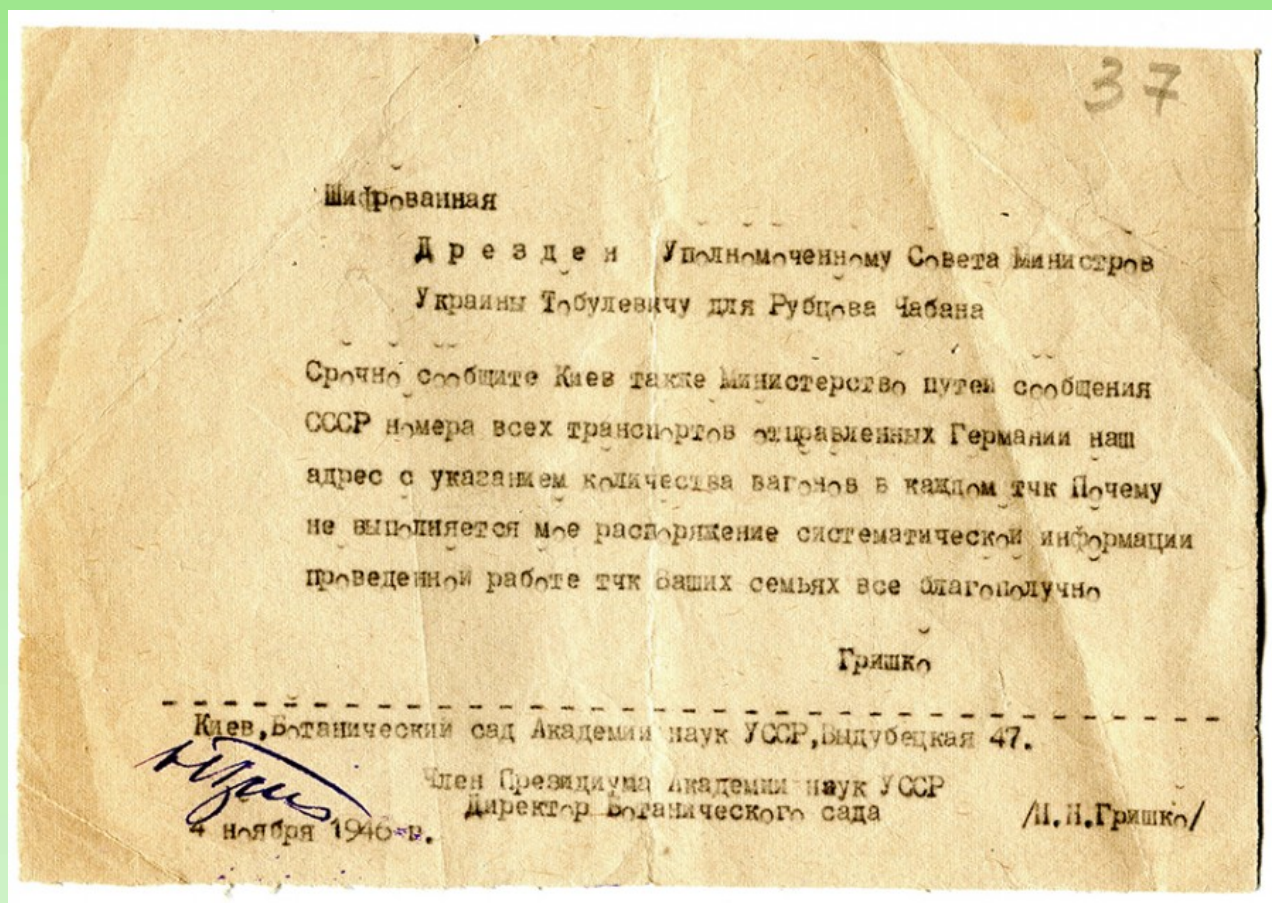 37
Шифрованная
Дрезден Уполномоченному Совета Министров
Украины Тобулевичу для Рубцова Чабана
Срочно сообщите Киев также Министерство путей сообщения
СССР номера всех транспортов отправленных Германии наш
адрес с указанием количества вагонов в каждом тчк Почему
не выполняется мое распоряжение систематической информации
проведенной работе тчк Ваших семьях все благополучно
Гришко
Киев,Ботанический сад Академии наук УССР,Выдубецкая 47.
Член Президиума Академии наук УССР
Директор Ботанического сада /Н.Н.Гришко/
4 ноября 1946 г.